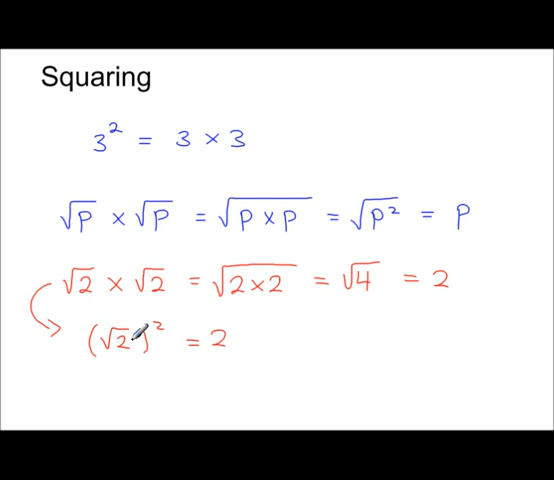 Squaring
3² = 3 × 3
√p × √p = √(p × p) = √(p²) = p
√2 × √2 = √(2 × 2) = √4 = 2
(√2)² = 2